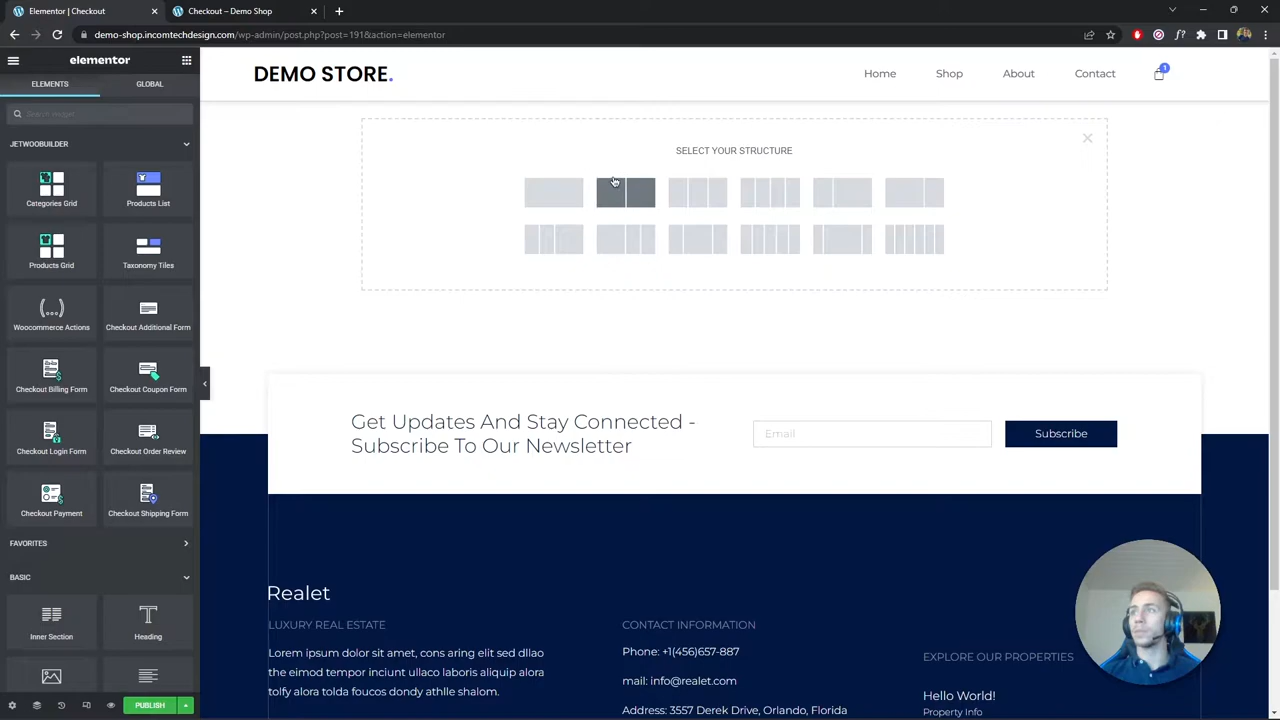 Elementor | Checkout
Checkout – Demo Shop
demo-shop.incomtechdesign.com/wp-admin/post.php?post=191&action=elementor
elementor
ELEMENTS
GLOBAL
Search Widget...
JETWOOBUILDER
Categories Grid
Products List
Products Grid
Taxonomy Tiles
Woocommerce Actions
Checkout Additional Form
Checkout Billing Form
Checkout Coupon Form
Checkout Login Form
Checkout Order Review
Checkout Payment
Checkout Shipping Form
FAVORITES
BASIC
Inner Section
Heading
PUBLISH
DEMO STORE.
Home
Shop
About
Contact
1
SELECT YOUR STRUCTURE
Get Updates And Stay Connected -
Subscribe To Our Newsletter
Email
Subscribe
Realet
LUXURY REAL ESTATE
Lorem ipsum dolor sit amet, cons aring elit sed dllao
the eimod tempor inciunt ullaco laboris aliquip alora
tolfy alora tolda foucos dondy athlle shalom.
CONTACT INFORMATION
Phone: +1(456)657-887
mail: info@realet.com
Address: 3557 Derek Drive, Orlando, Florida
EXPLORE OUR PROPERTIES
Hello World!
Property Info